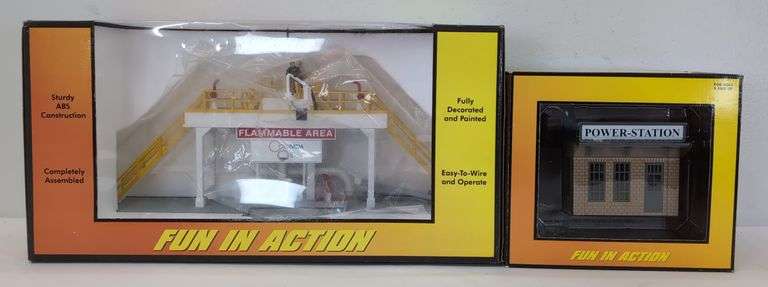 Sturdy
ABS
Construction
Completely
Assembled
FLAMMABLE AREA
Fully
Decorated
and Painted
Easy-To-Wire
and Operate
FUN IN ACTION
POWER-STATION
FUN IN ACTION